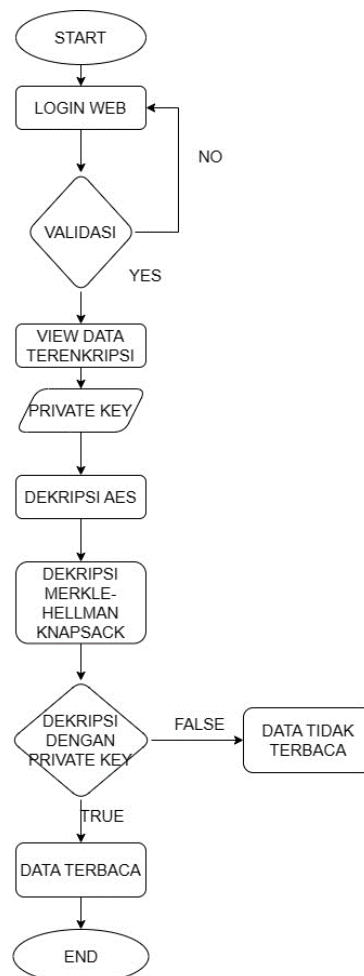 START
LOGIN WEB
NO
VALIDASI
YES
VIEW DATA
TERENKRIPSI
PRIVATE KEY
DEKRIPSI AES
DEKRIPSI
MERKLE-
HELLMAN
KNAPSACK
DEKRIPSI
DENGAN
PRIVATE KEY
FALSE
DATA TIDAK
TERBACA
TRUE
DATA TERBACA
END